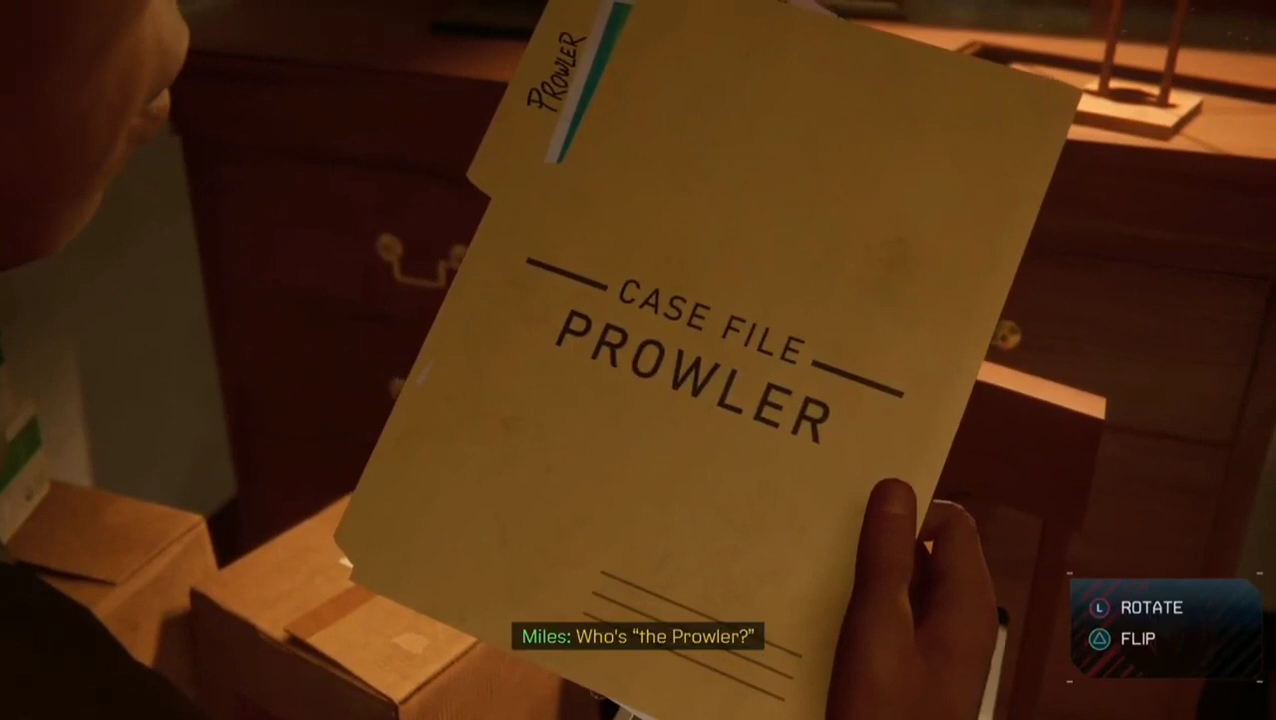 PROWLER
CASE FILE
PROWLER
Miles: Who's “the Prowler?”
L ROTATE
FLIP